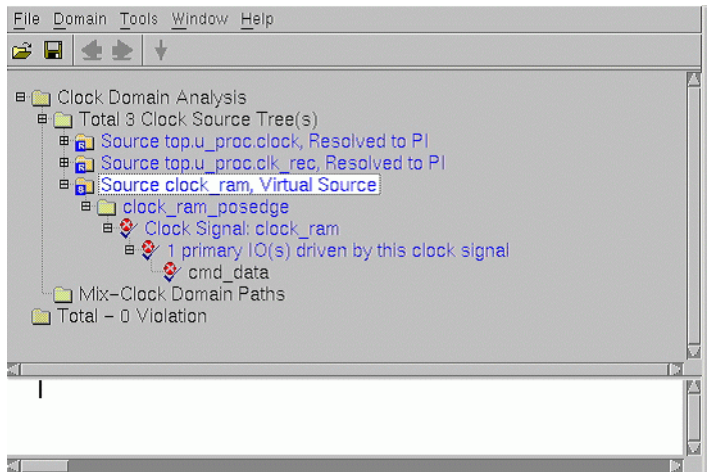 File Domain Tools Window Help
Clock Domain Analysis
Total 3 Clock Source Tree(s)
R Source top.u_proc.clock, Resolved to PI
R Source top.u_proc.clk_rec, Resolved to PI
S Source clock_ram, Virtual Source
clock_ram_posedge
Clock Signal: clock_ram
1 primary IO(s) driven by this clock signal
cmd_data
Mix-Clock Domain Paths
Total - 0 Violation